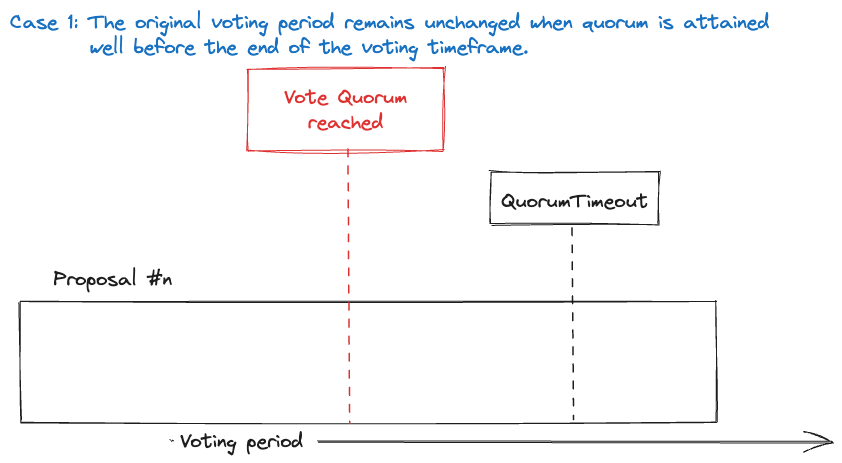 Case 1: The original voting period remains unchanged when quorum is attained
well before the end of the voting timeframe.
Vote Quorum
reached
QuorumTimeout
Proposal #n
Voting period